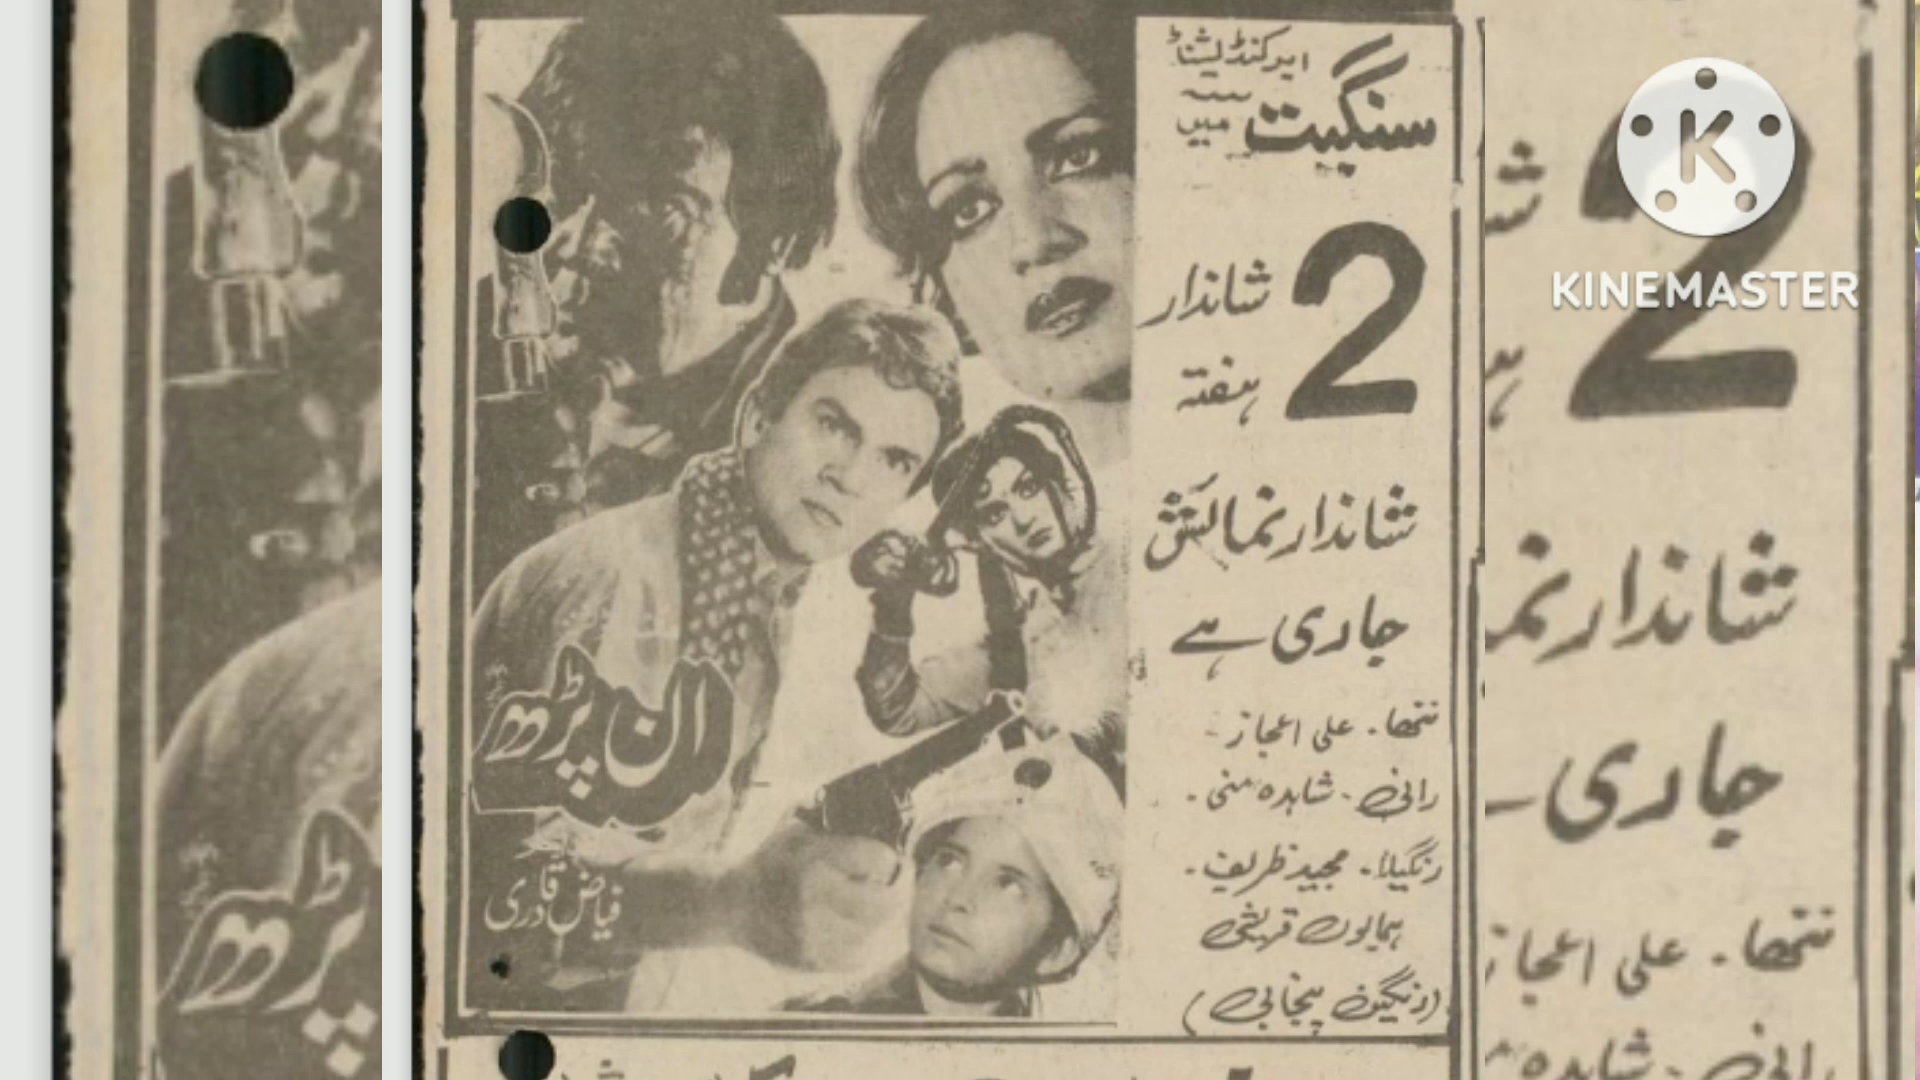 ایرکنڈیشنڈ
سنگیت میں
2 شاندار
ہفتہ
شاندار نمائش
جاری ہے
ننھا ۔ علی اعجاز ۔
رانی ۔ شاہدہ منی ۔
رنگیلا ۔ مجید ظریف ۔
ہمایوں قریشی
(رنگین پنجابی)
ان پڑھ
فیاض قادری
KINEMASTER